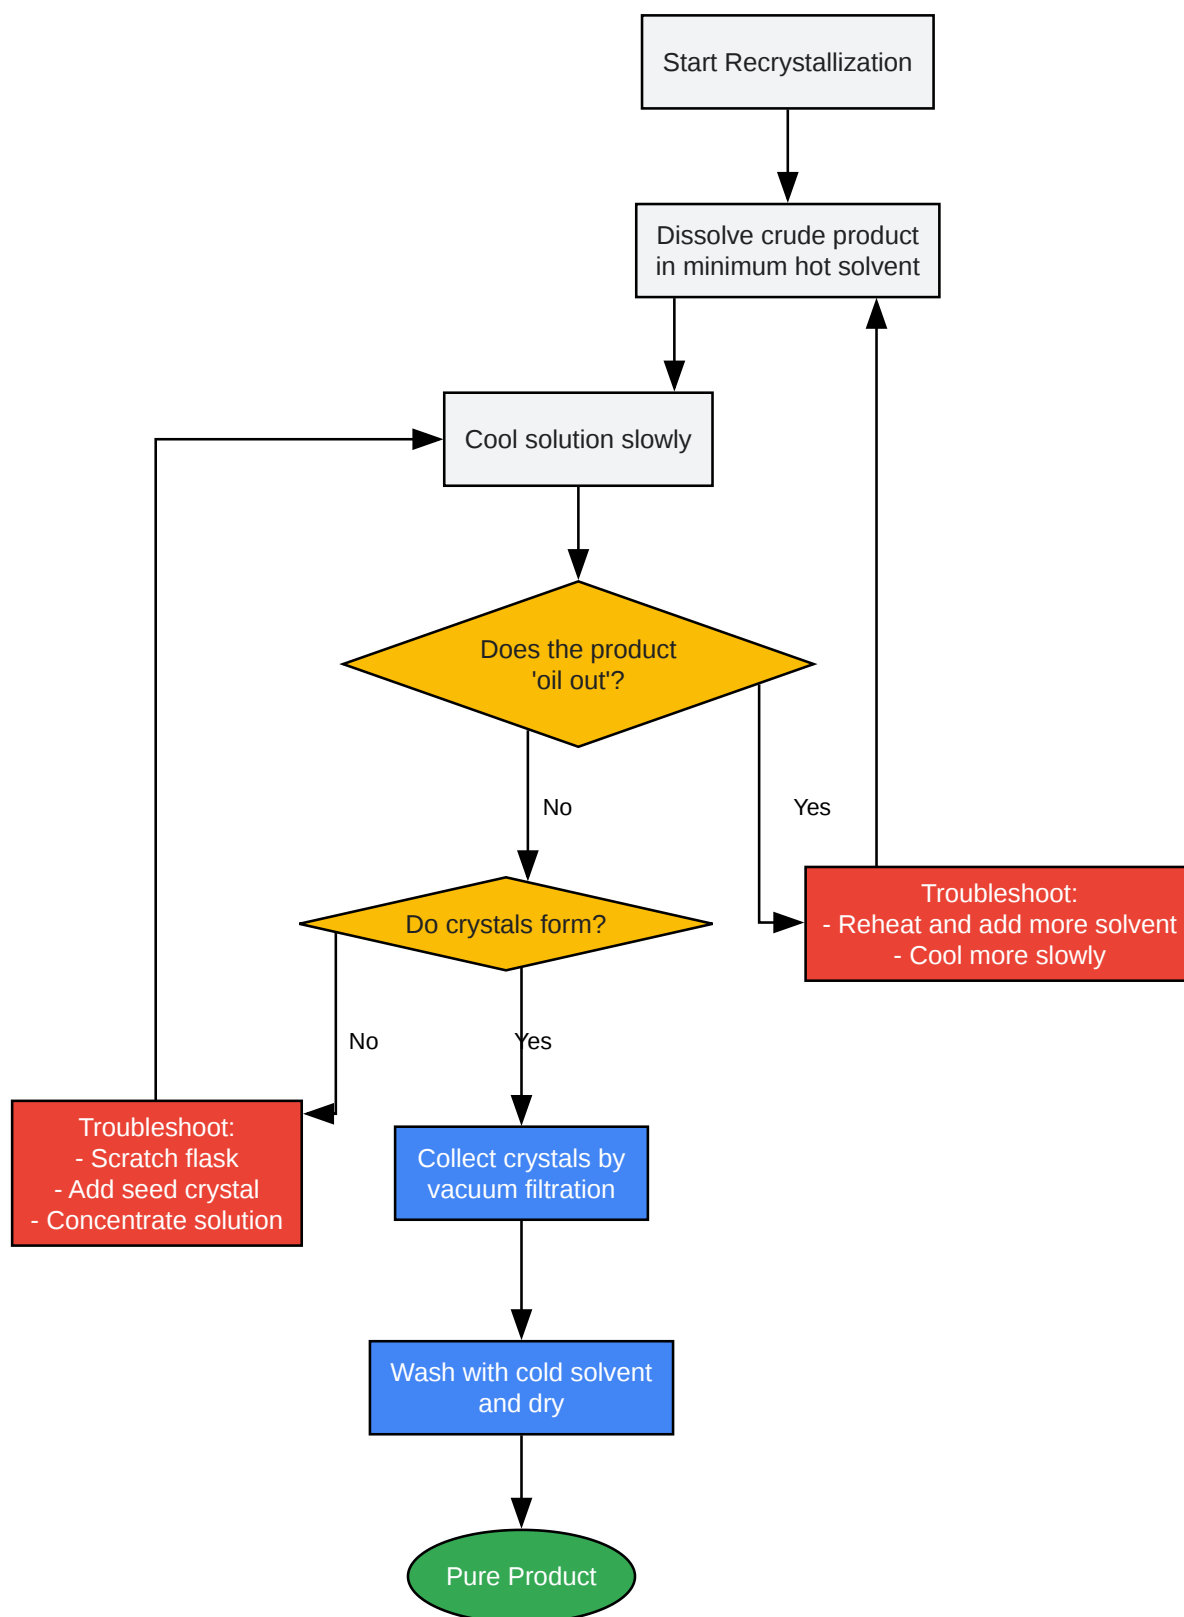 Start Recrystallization
Dissolve crude product
in minimum hot solvent
Cool solution slowly
Does the product
'oil out'?
No
Yes
Do crystals form?
Troubleshoot:
- Reheat and add more solvent
- Cool more slowly
No
Yes
Troubleshoot:
- Scratch flask
- Add seed crystal
- Concentrate solution
Collect crystals by
vacuum filtration
Wash with cold solvent
and dry
Pure Product